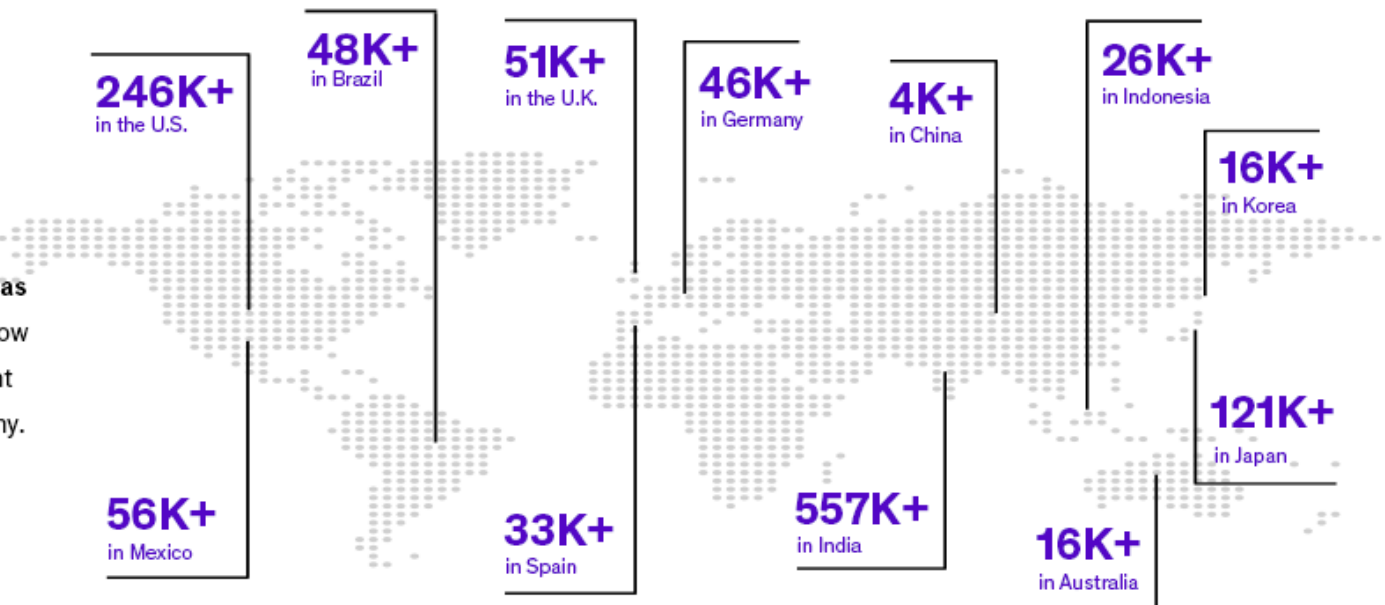 246K+
in the U.S.
48K+
in Brazil
51K+
in the U.K.
46K+
in Germany
4K+
in China
26K+
in Indonesia
16K+
in Korea
as
ow
nt
ny.
56K+
in Mexico
33K+
in Spain
557K+
in India
121K+
in Japan
16K+
in Australia